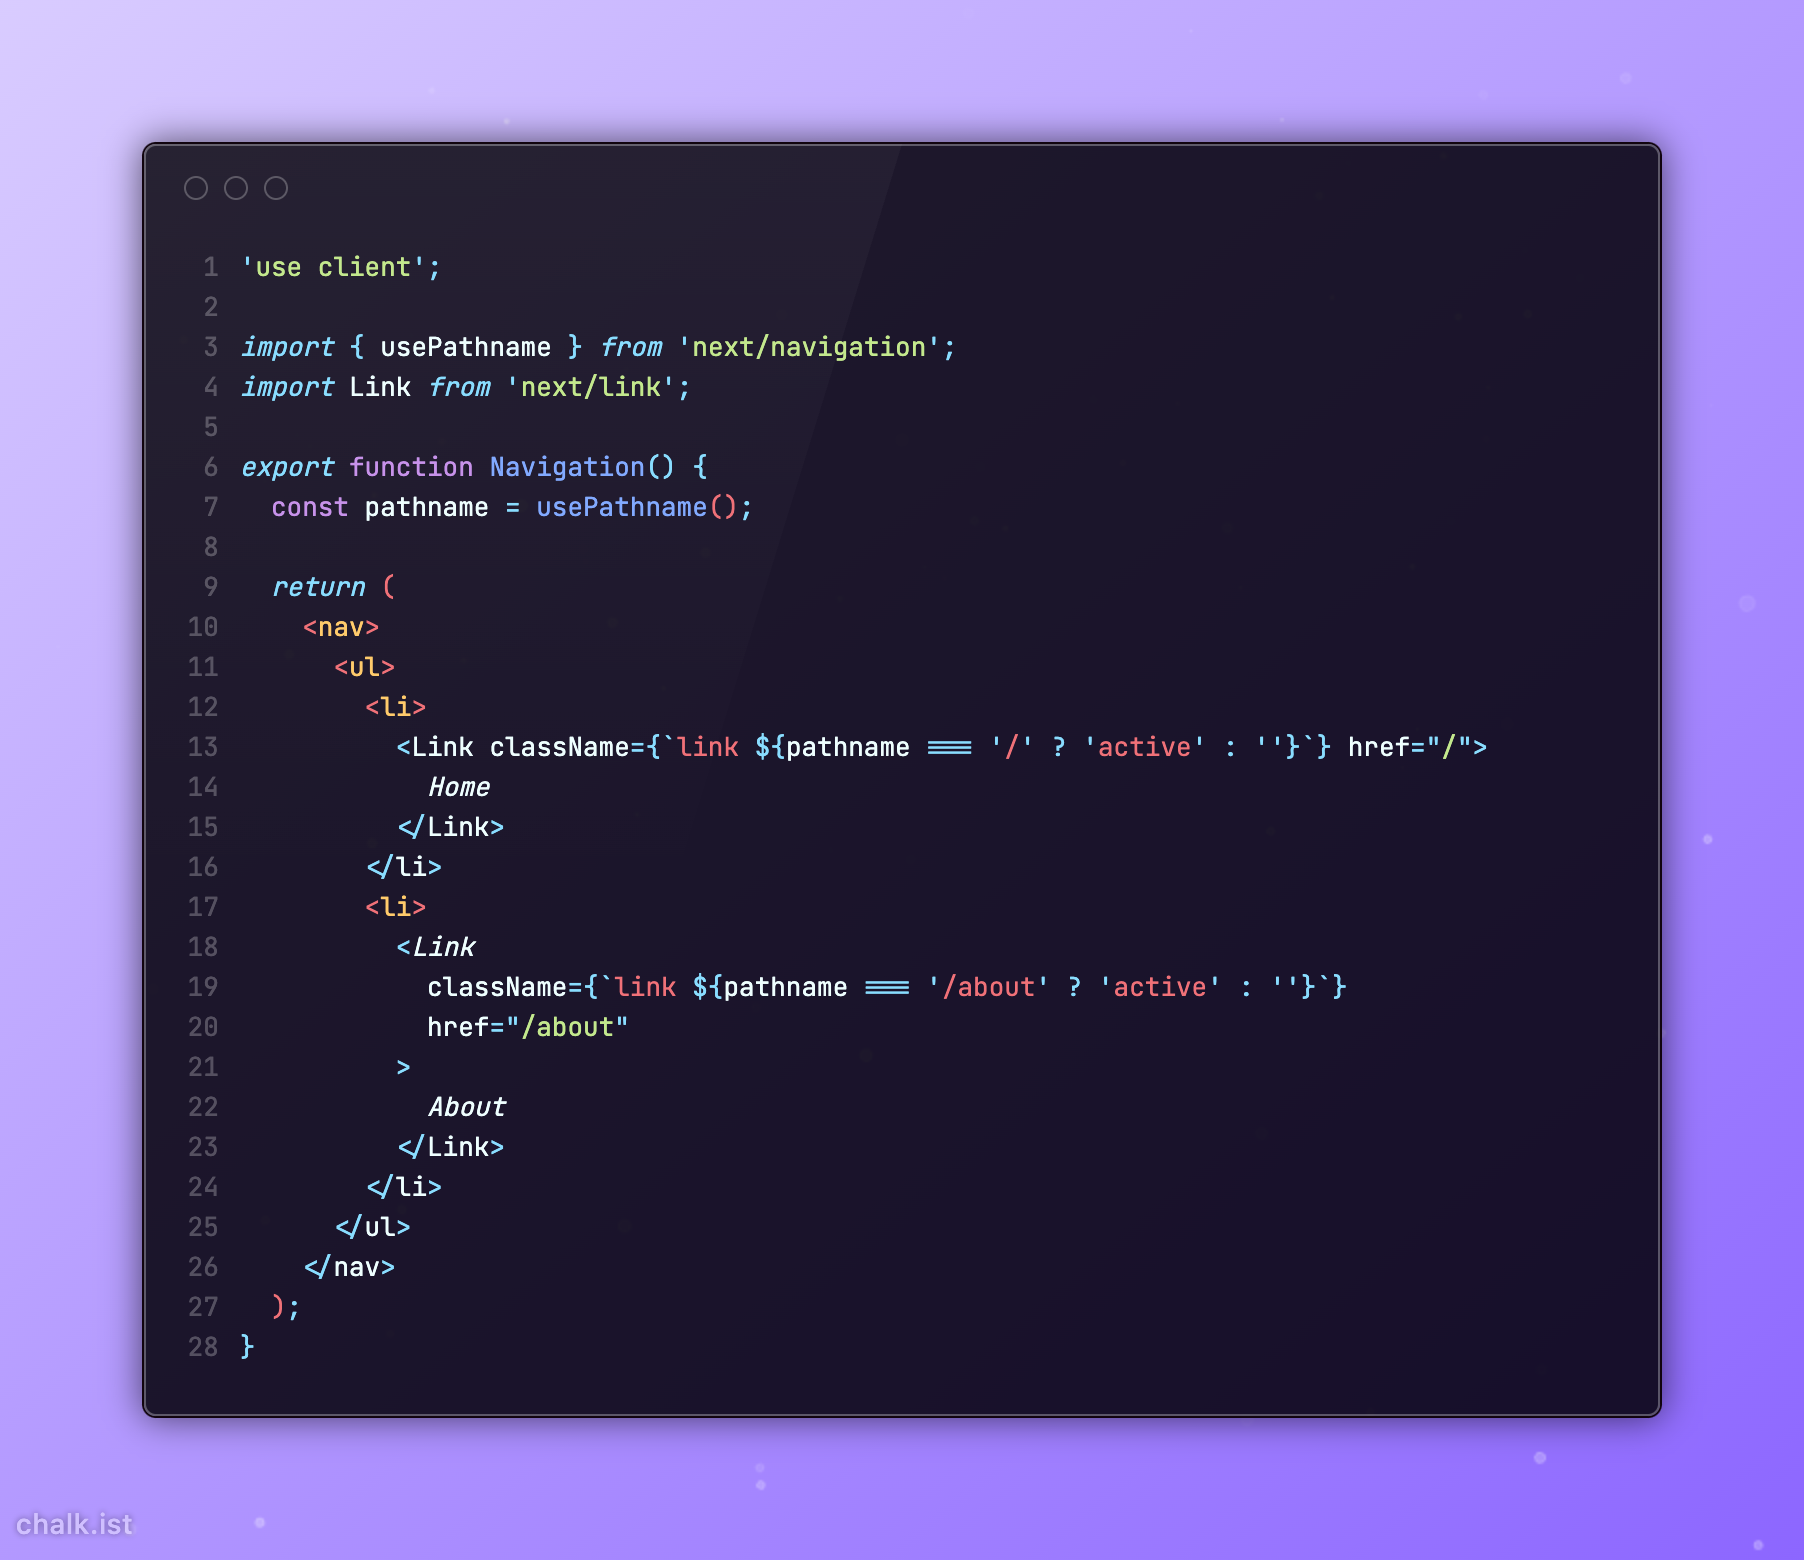 1 'use client';
2
3 import { usePathname } from 'next/navigation';
4 import Link from 'next/link';
5
6 export function Navigation() {
7   const pathname = usePathname();
8
9   return (
10     <nav>
11       <ul>
12         <li>
13           <Link className={`link ${pathname === '/' ? 'active' : ''}`} href="/">
14             Home
15           </Link>
16         </li>
17         <li>
18           <Link
19             className={`link ${pathname === '/about' ? 'active' : ''}`}
20             href="/about"
21           >
22             About
23           </Link>
24         </li>
25       </ul>
26     </nav>
27   );
28 }
chalk.ist